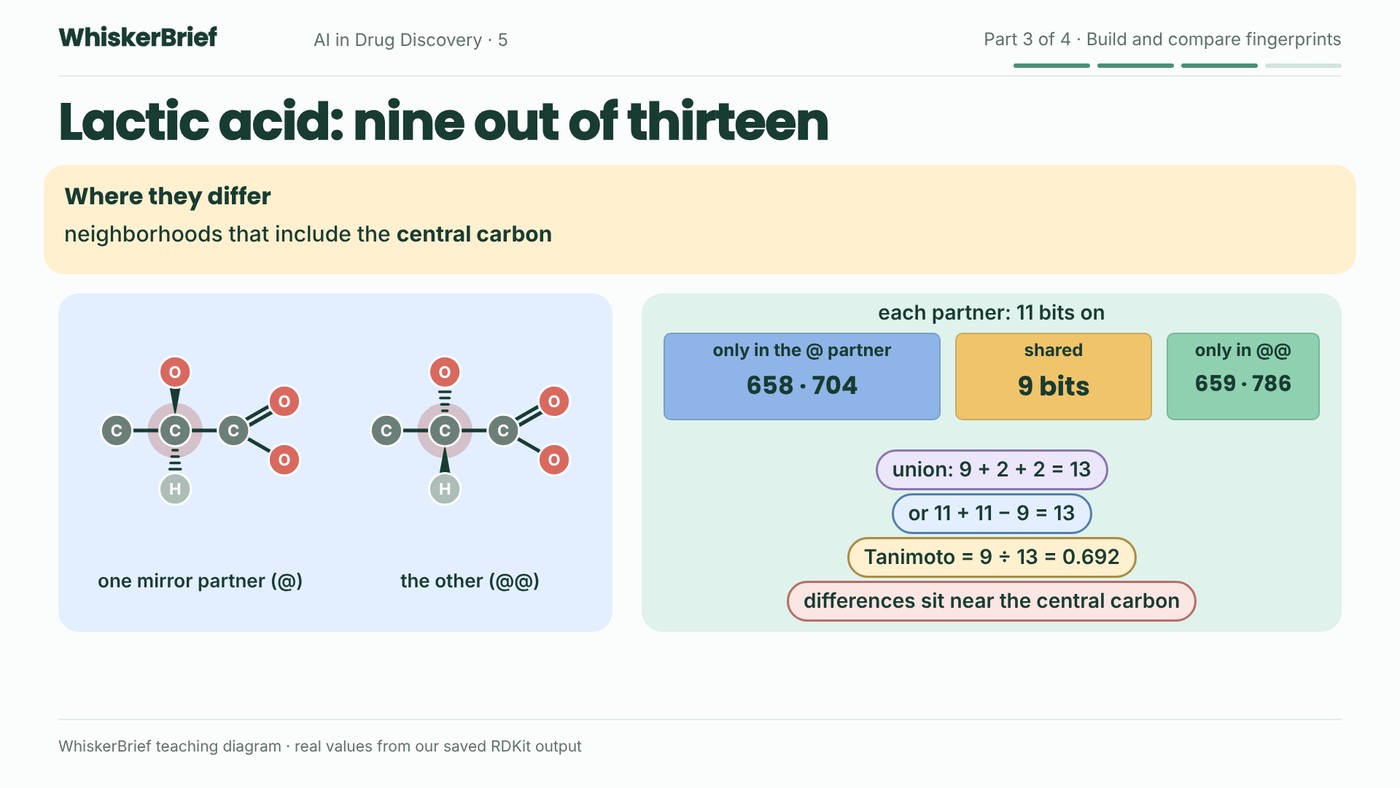 WhiskerBrief
AI in Drug Discovery · 5
Part 3 of 4 · Build and compare fingerprints
Lactic acid: nine out of thirteen
Where they differ
neighborhoods that include the central carbon
O
C C C O
O
H
one mirror partner (@)
O
C C C O
O
H
the other (@@)
each partner: 11 bits on
only in the @ partner
658 · 704
shared
9 bits
only in @@
659 · 786
union: 9 + 2 + 2 = 13
or 11 + 11 − 9 = 13
Tanimoto = 9 ÷ 13 = 0.692
differences sit near the central carbon
WhiskerBrief teaching diagram · real values from our saved RDKit output